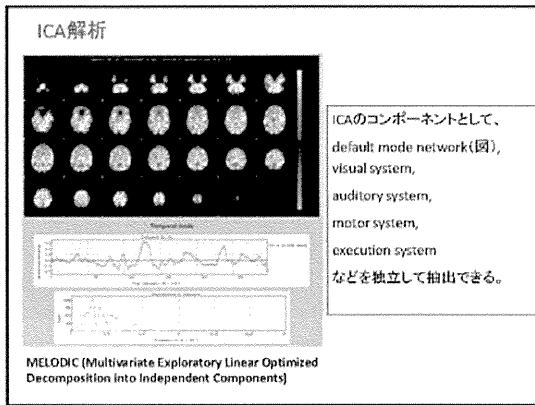 ICA解析
ICAのコンポーネントとして、
default mode network(図),
visual system,
auditory system,
motor system,
execution system
などを独立して抽出できる。
MELODIC (Multivariate Exploratory Linear Optimized
Decomposition into Independent Components)